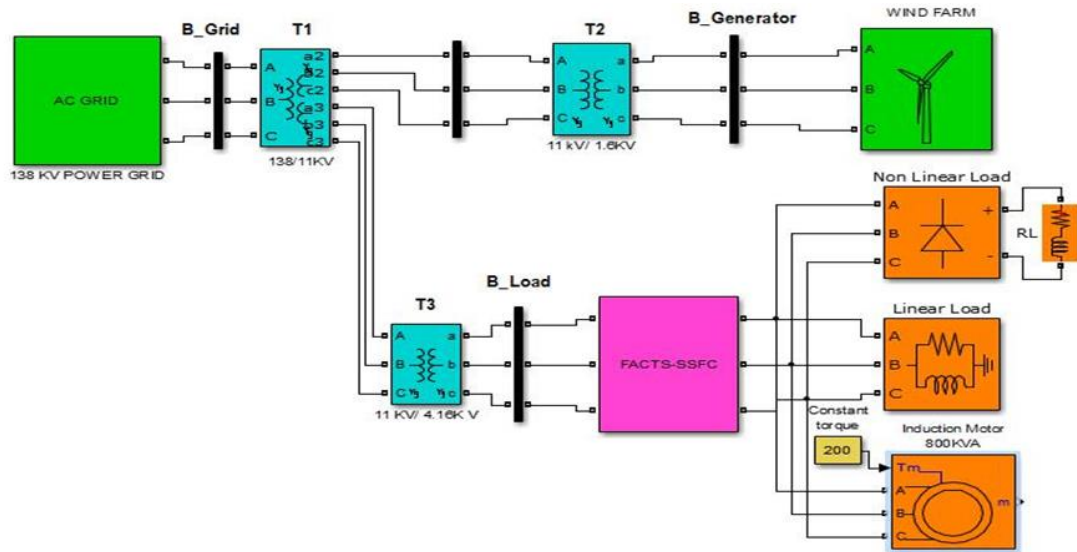 B_Grid
T1
T2
B_Generator
WIND FARM
AC GRID
A
B
C
a2
b2
c2
a3
b3
c3
A
B
C
a
b
c
A
B
C
138 KV POWER GRID
138/11KV
11 kV/ 1.6KV
Non Linear Load
A
B
C
+
-
RL
T3
B_Load
A
B
C
a
b
c
11 KV/ 4.16K V
FACTS-SSFC
Linear Load
A
B
C
Constant
torque
200
Induction Motor
800KVA
Tm
A
B
C
m